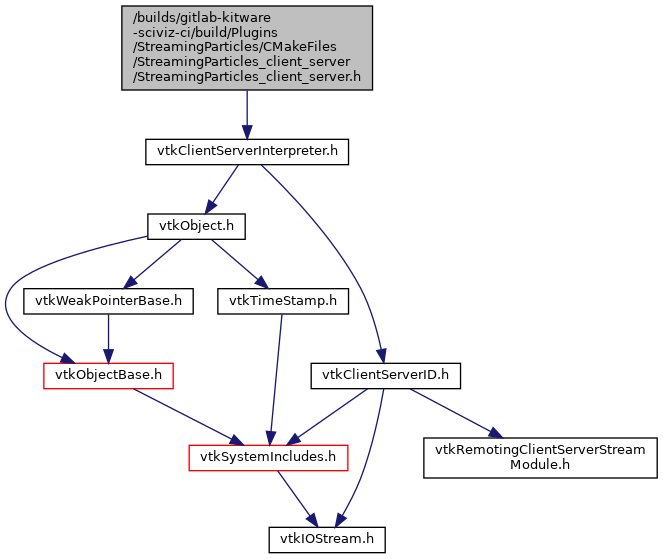 /builds/gitlab-kitware
-sciviz-ci/build/Plugins
/StreamingParticles/CMakeFiles
/StreamingParticles_client_server
/StreamingParticles_client_server.h
vtkClientServerInterpreter.h
vtkObject.h
vtkWeakPointerBase.h
vtkTimeStamp.h
vtkObjectBase.h
vtkClientServerID.h
vtkSystemIncludes.h
vtkRemotingClientServerStream
Module.h
vtkIOStream.h